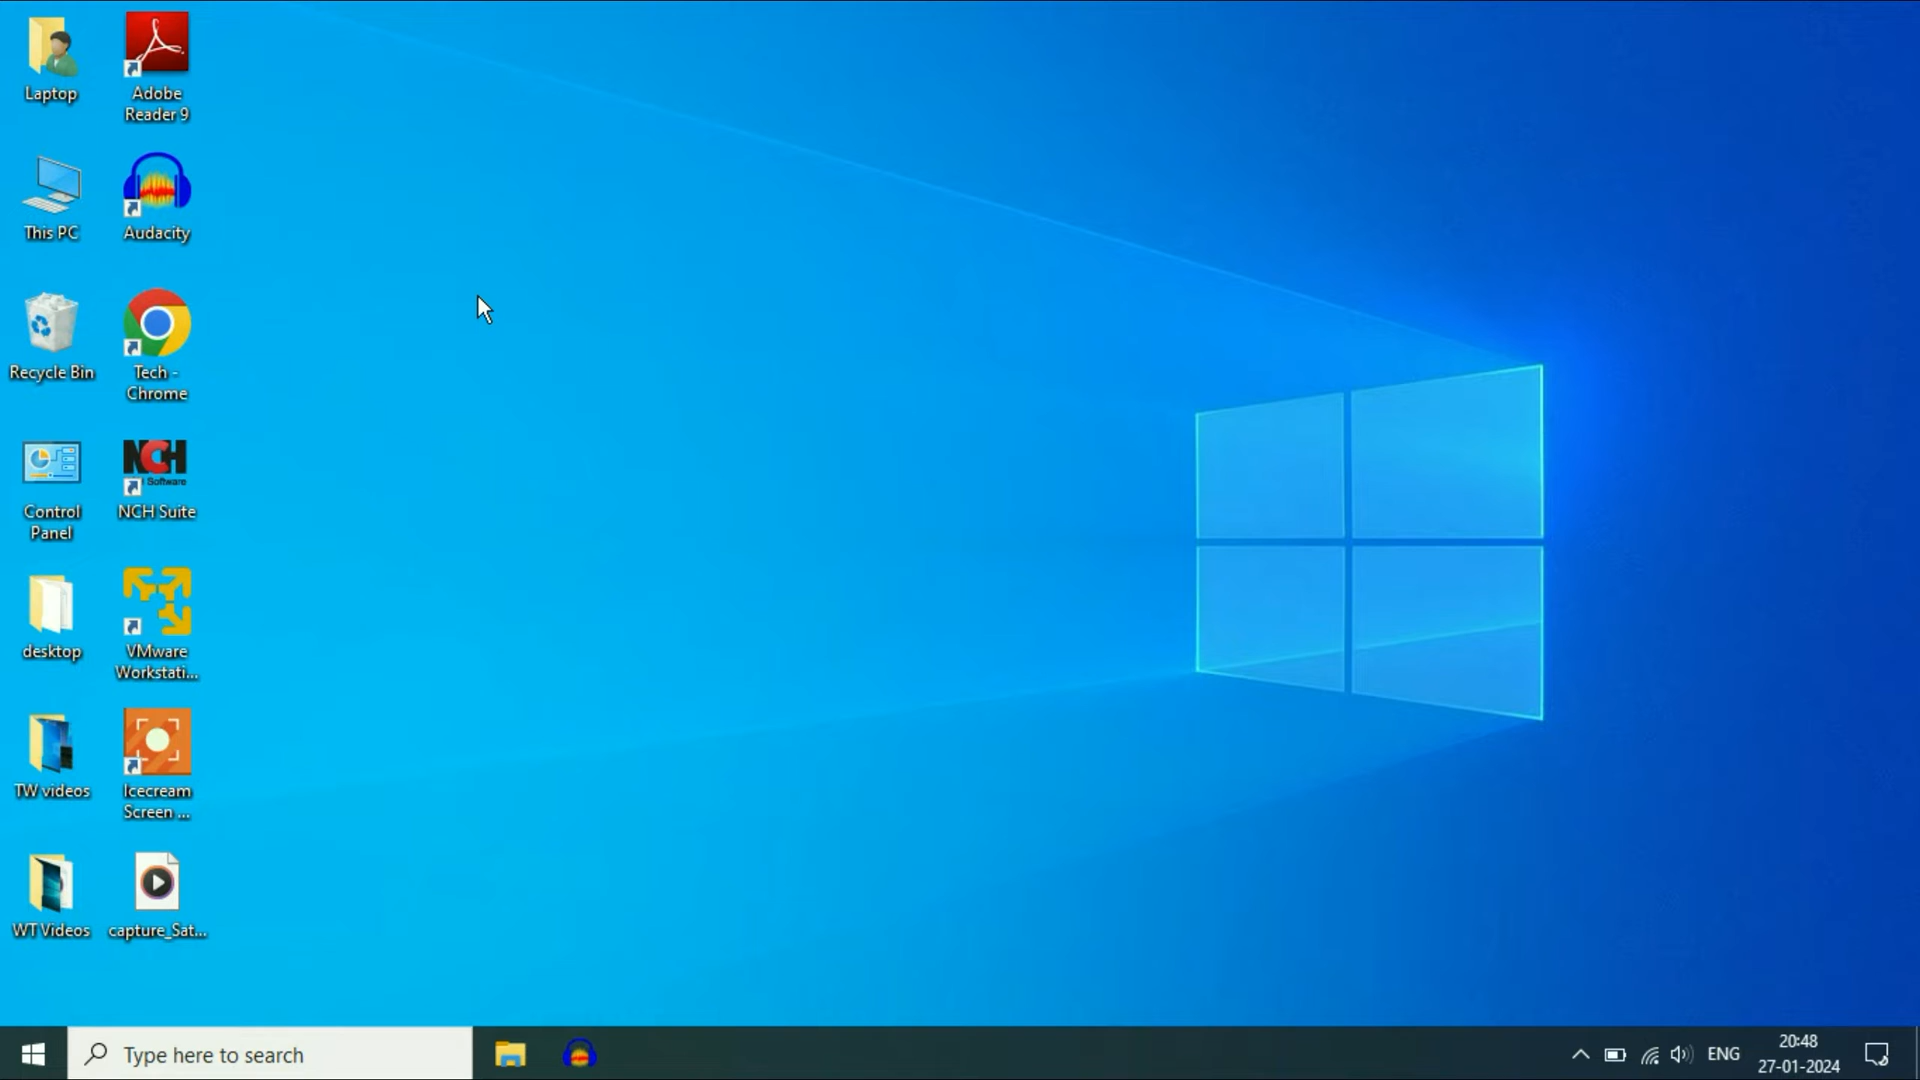 Laptop
Adobe
Reader 9
This PC
Audacity
Recycle Bin
Tech -
Chrome
Control
Panel
NCH
Software
NCH Suite
desktop
VMware
Workstati...
TW videos
Icecream
Screen ...
WT Videos
capture_Sat...
Type here to search
ENG
20:48
27-01-2024